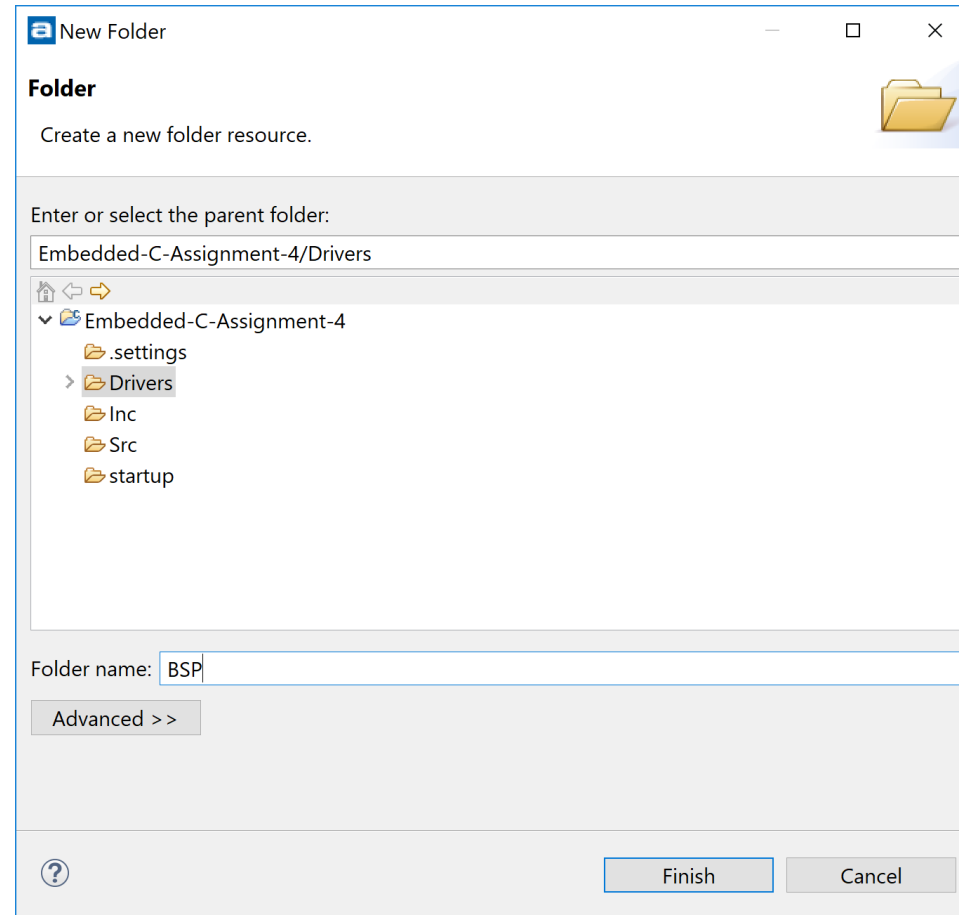 New Folder
Folder
Create a new folder resource.
Enter or select the parent folder:
Embedded-C-Assignment-4/Drivers
Embedded-C-Assignment-4
.settings
Drivers
Inc
Src
startup
Folder name: BSP
Advanced >>
Finish Cancel